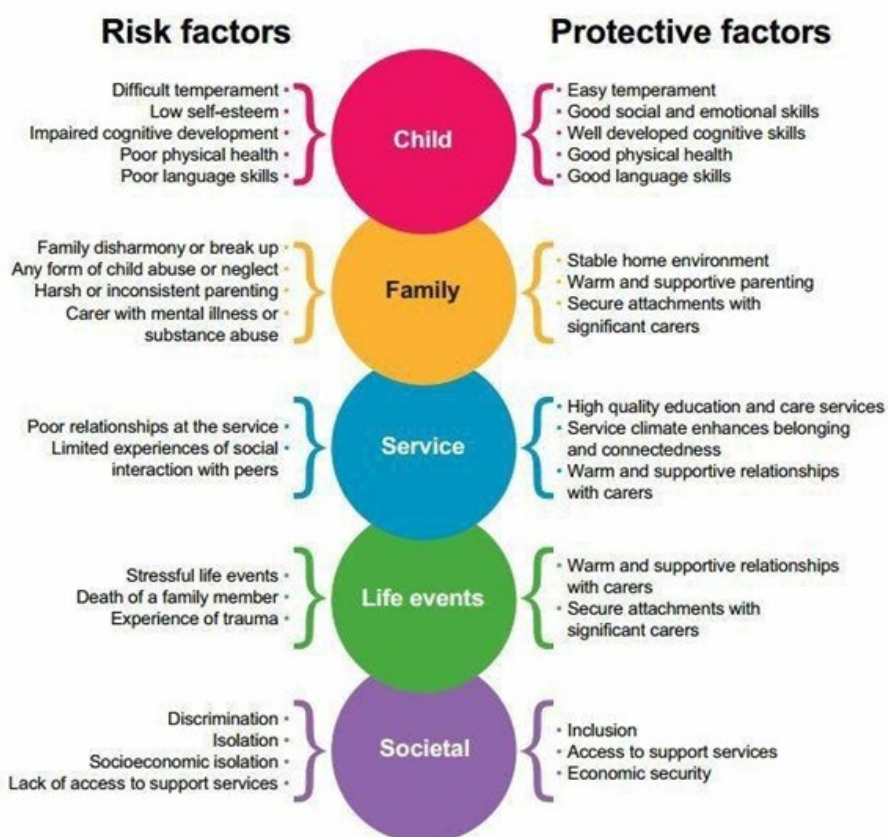 Risk factors
Protective factors
Difficult temperament •
Low self-esteem •
Impaired cognitive development •
Poor physical health •
Poor language skills •
Child
• Easy temperament
• Good social and emotional skills
• Well developed cognitive skills
• Good physical health
• Good language skills
Family disharmony or break up •
Any form of child abuse or neglect •
Harsh or inconsistent parenting •
Carer with mental illness or •
substance abuse
Family
• Stable home environment
• Warm and supportive parenting
• Secure attachments with
significant carers
Poor relationships at the service •
Limited experiences of social •
interaction with peers
Service
• High quality education and care services
• Service climate enhances belonging
and connectedness
• Warm and supportive relationships
with carers
Stressful life events •
Death of a family member •
Experience of trauma •
Life events
• Warm and supportive relationships
with carers
• Secure attachments with
significant carers
Discrimination •
Isolation •
Socioeconomic isolation •
Lack of access to support services •
Societal
• Inclusion
• Access to support services
• Economic security